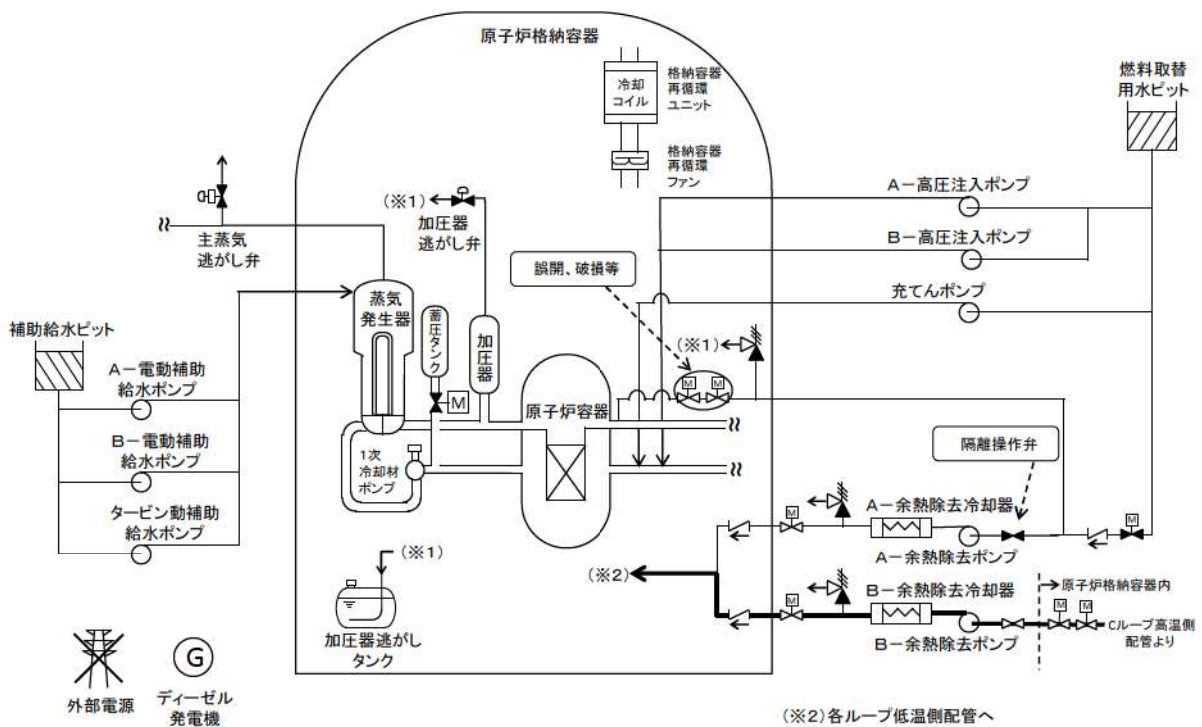 原子炉格納容器
冷却
コイル
格納容器
再循環
ユニット
格納容器
再循環
ファン
燃料取替
用水ピット
A-高圧注入ポンプ
B-高圧注入ポンプ
充てんポンプ
(※1)
加圧器
逃がし弁
主蒸気
逃がし弁
誤開、破損等
蒸気
発生器
蓄圧タンク
加圧器
(※1)
M
M
M
原子炉容器
補助給水ピット
A-電動補助
給水ポンプ
B-電動補助
給水ポンプ
タービン動補助
給水ポンプ
1次
冷却材
ポンプ
隔離操作弁
M
A-余熱除去冷却器
M
A-余熱除去ポンプ
(※1)
(※2)
M
B-余熱除去冷却器
原子炉格納容器内
M
M
Cループ高温側
配管より
B-余熱除去ポンプ
加圧器逃がし
タンク
外部電源
G
ディーゼル
発電機
(※2)各ループ低温側配管へ